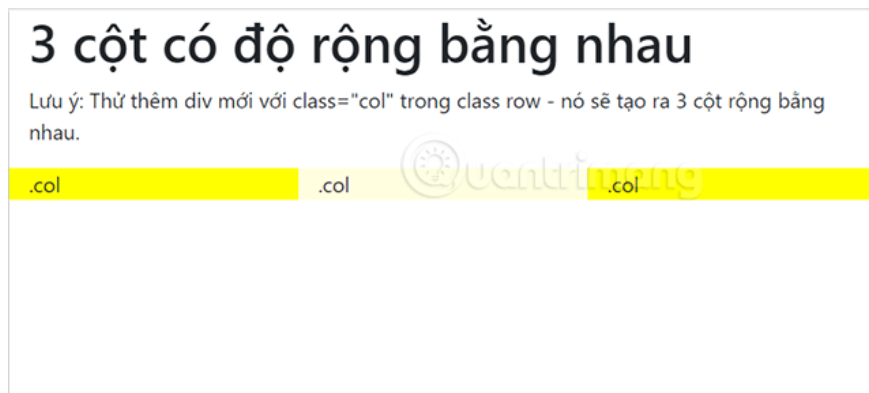 3 cột có độ rộng bằng nhau
Lưu ý: Thử thêm div mới với class="col" trong class row - nó sẽ tạo ra 3 cột rộng bằng
nhau.
.col .col .col
Quantrimang